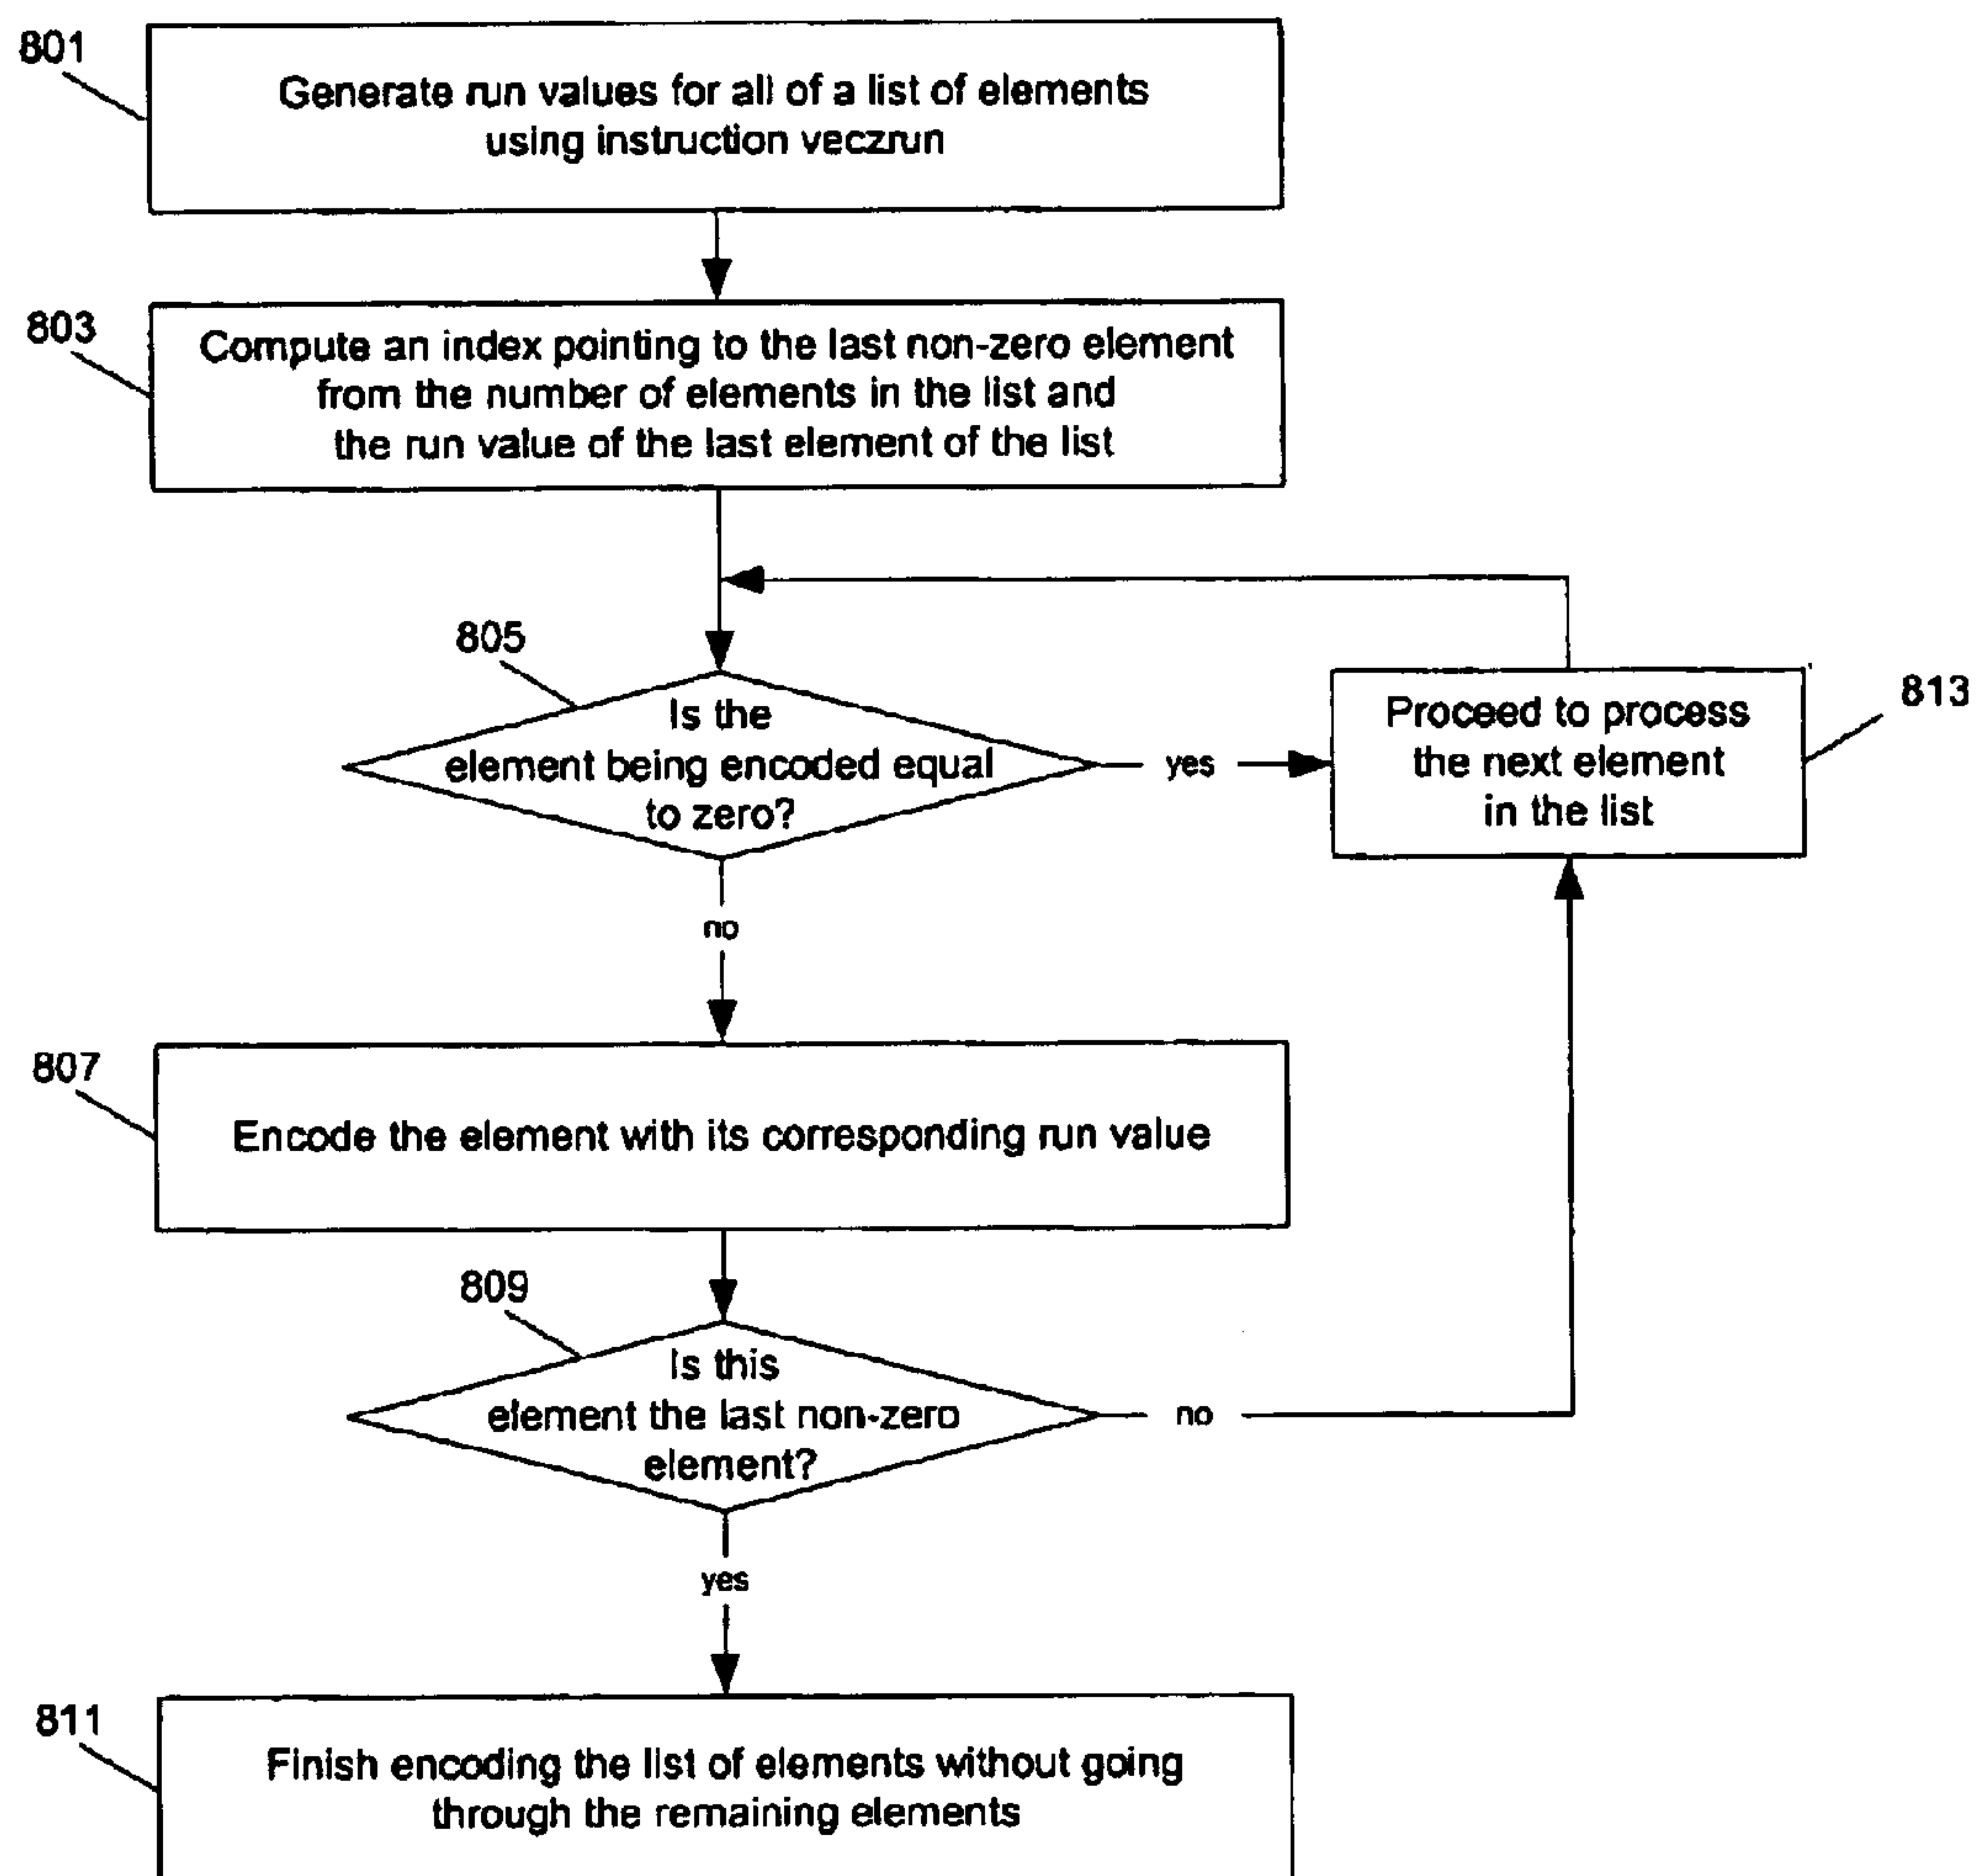 801
Generate run values for all of a list of elements
using instruction veczrun
803
Compute an index pointing to the last non-zero element
from the number of elements in the list and
the run value of the last element of the list
805
Is the
element being encoded equal
to zero?
yes
813
Proceed to process
the next element
in the list
no
807
Encode the element with its corresponding run value
809
Is this
element the last non-zero
element?
no
yes
811
Finish encoding the list of elements without going
through the remaining elements